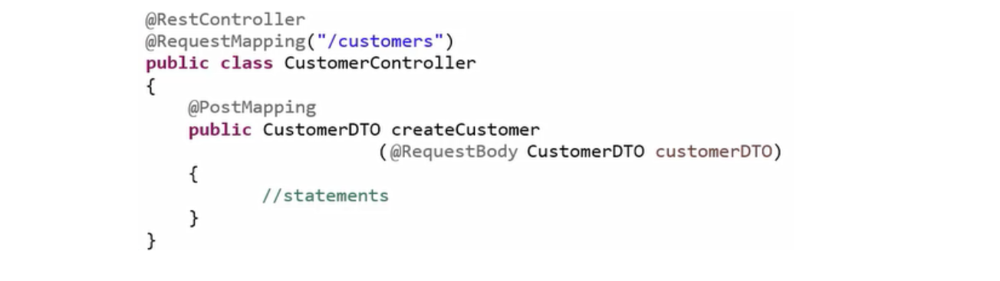 @RestController
@RequestMapping("/customers")
public class CustomerController
{
@PostMapping
public CustomerDTO createCustomer
(@RequestBody CustomerDTO customerDTO)
{
//statements
}
}